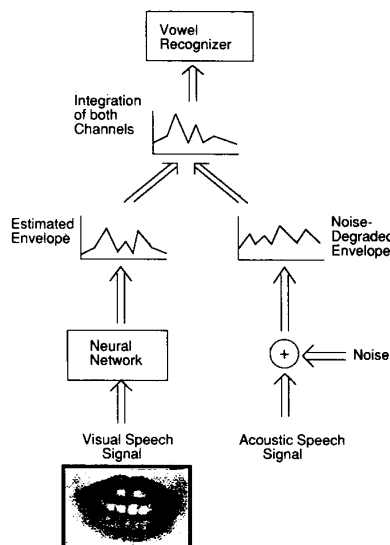 Vowel
Recognizer
Integration
of both
Channels
Estimated
Envelope
Noise-
Degraded
Envelope
Neural
Network
+
Noise
Visual Speech
Signal
Acoustic Speech
Signal